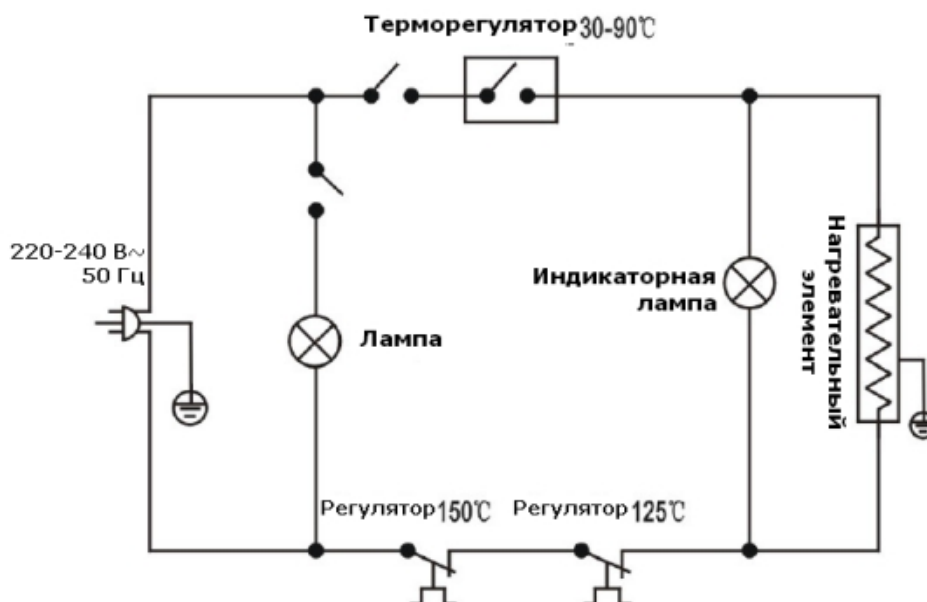 Терморегулятор 30-90℃
220-240 В~
50 Гц
Индикаторная
лампа
Нагревательный
элемент
Лампа
Регулятор 150℃
Регулятор 125℃